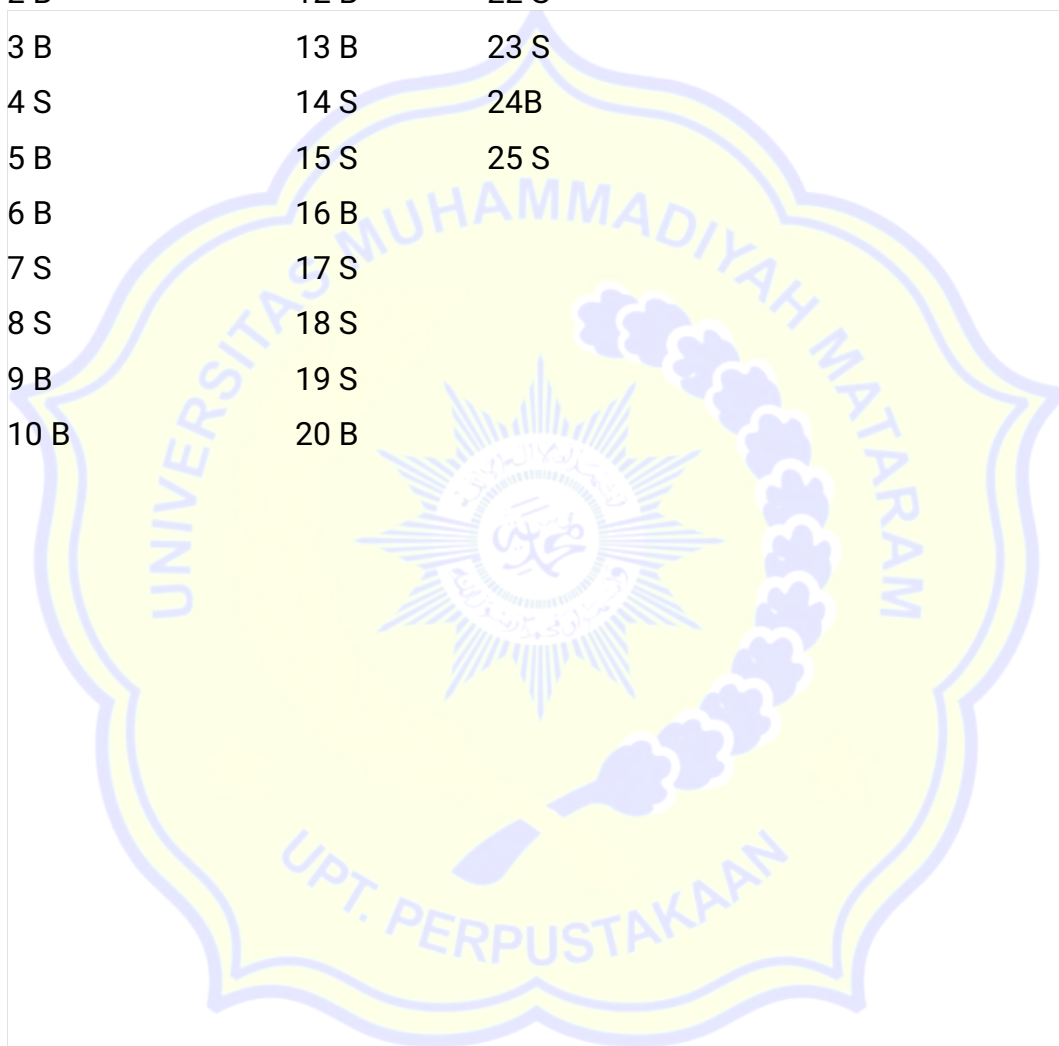 3 B 13 B 23 S
4 S 14 S 24B
5 B 15 S 25 S
6 B 16 B
7 S 17 S
8 S 18 S
9 B 19 S
10 B 20 B
UNIVERSITAS MUHAMMADIYAH MATARAM
UPT. PERPUSTAKAAN